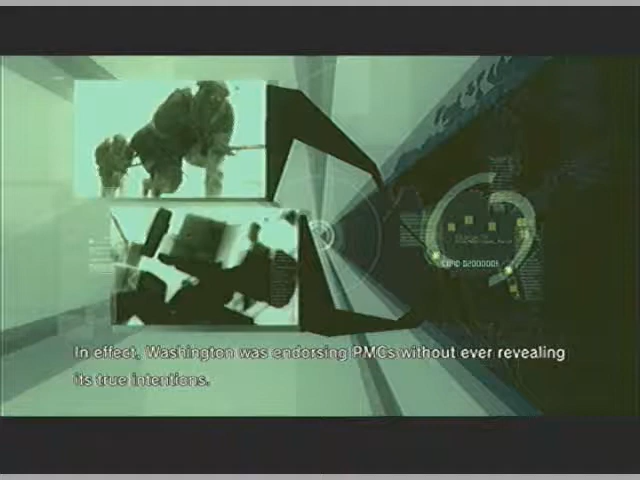 In effect, Washington was endorsing PMCs without ever revealing
its true intentions.